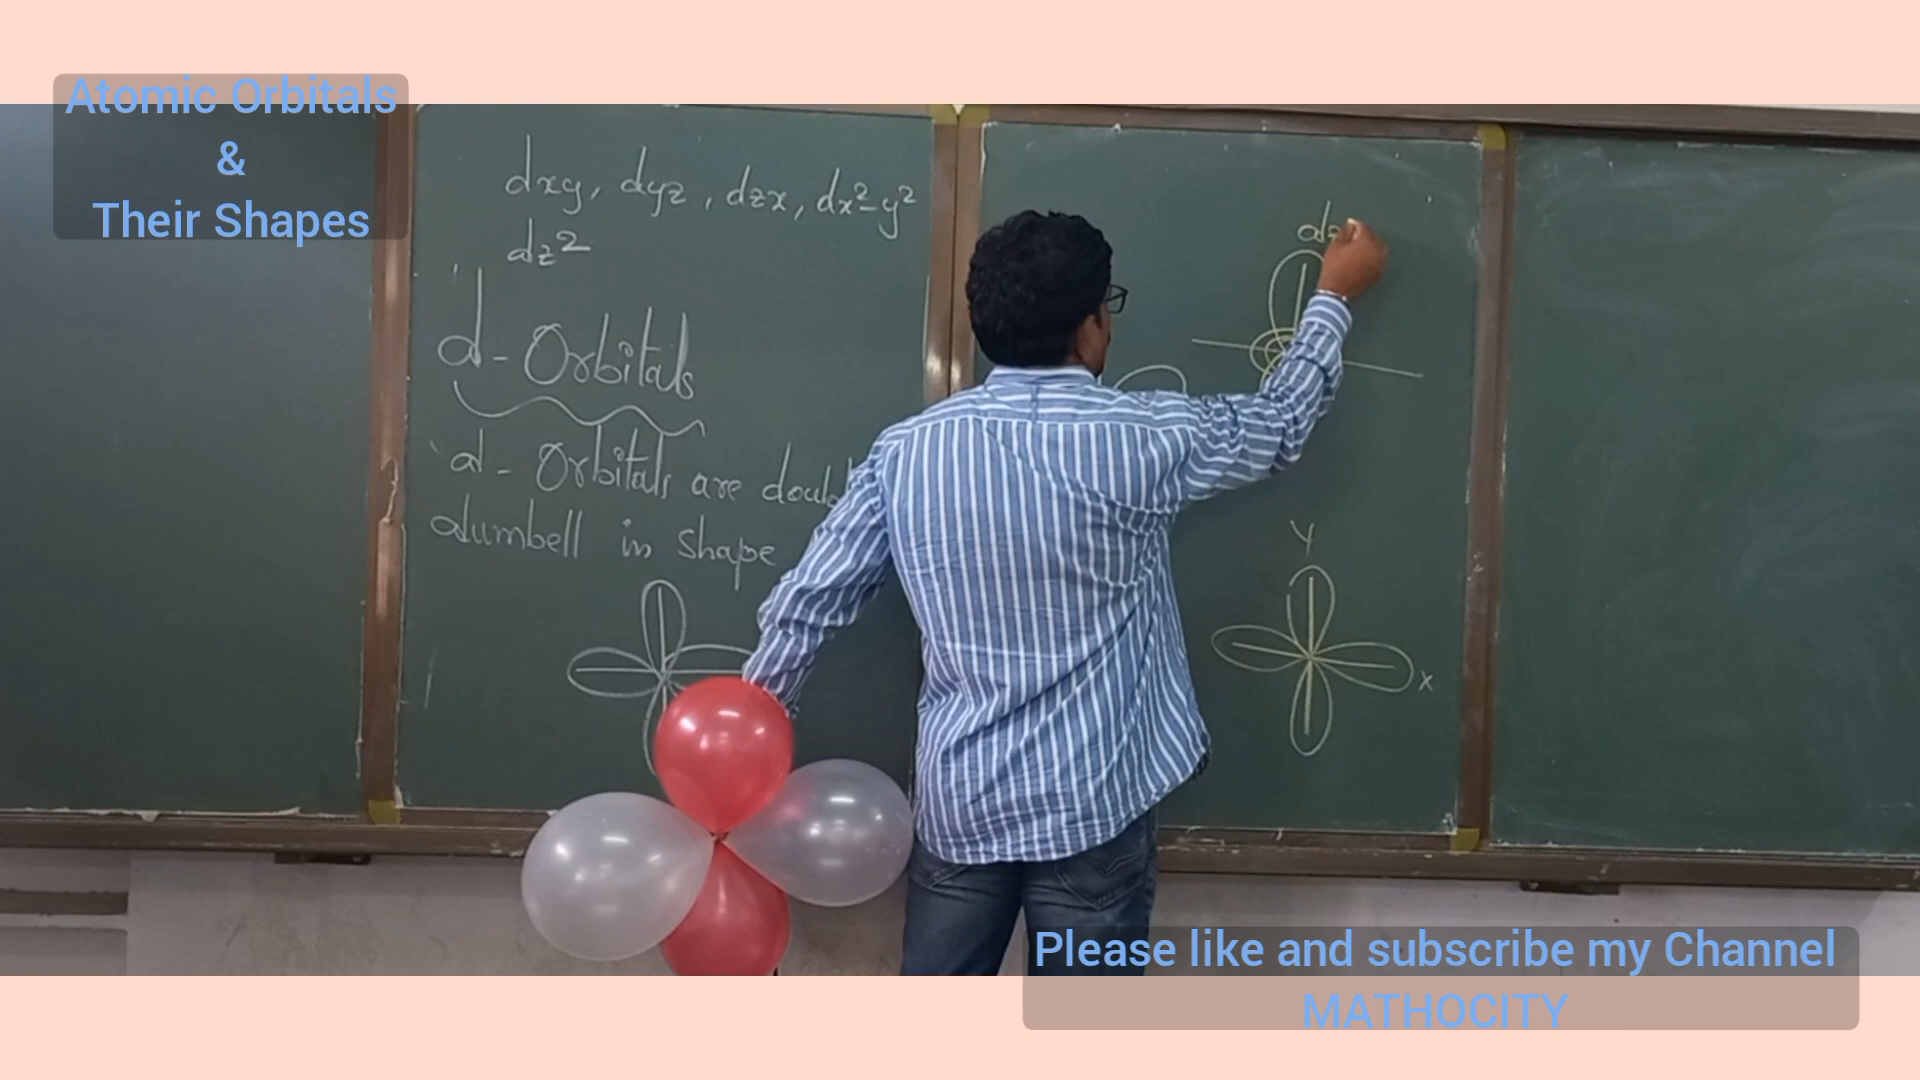 Atomic Orbitals
&
Their Shapes
dxy, dyz, dzx, dx²-y²
dz²
d - Orbitals
d - Orbitals are
dumbell in shape
Y
X
Please like and subscribe my Channel
MATHOCITY